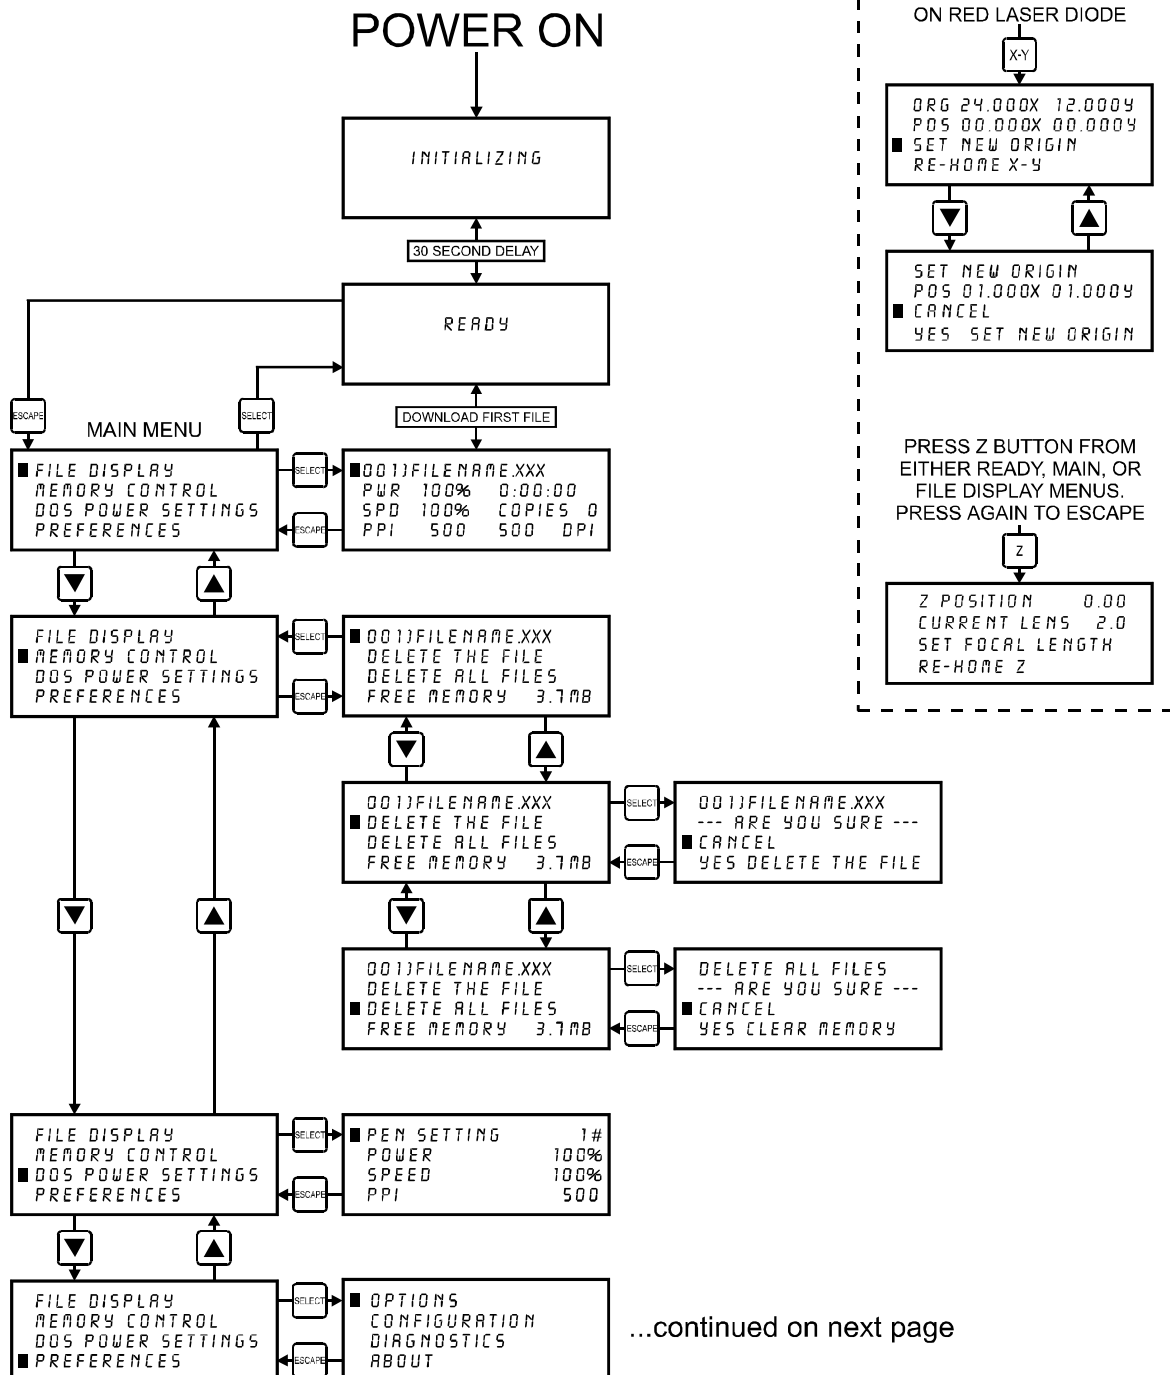 POWER ON
INITIALIZING
30 SECOND DELAY
READY
ESCAPE
SELECT
DOWNLOAD FIRST FILE
MAIN MENU
FILE DISPLAY
MEMORY CONTROL
DOS POWER SETTINGS
PREFERENCES
SELECT
ESCAPE
001)FILENAME.XXX
PWR 100% 0:00:00
SPD 100% COPIES 0
PPI 500 500 DPI
FILE DISPLAY
MEMORY CONTROL
DOS POWER SETTINGS
PREFERENCES
SELECT
ESCAPE
001)FILENAME.XXX
DELETE THE FILE
DELETE ALL FILES
FREE MEMORY 3.7MB
001)FILENAME.XXX
DELETE THE FILE
DELETE ALL FILES
FREE MEMORY 3.7MB
SELECT
ESCAPE
001)FILENAME.XXX
--- ARE YOU SURE ---
CANCEL
YES DELETE THE FILE
001)FILENAME.XXX
DELETE THE FILE
DELETE ALL FILES
FREE MEMORY 3.7MB
SELECT
ESCAPE
DELETE ALL FILES
--- ARE YOU SURE ---
CANCEL
YES CLEAR MEMORY
FILE DISPLAY
MEMORY CONTROL
DOS POWER SETTINGS
PREFERENCES
SELECT
ESCAPE
PEN SETTING 1#
POWER 100%
SPEED 100%
PPI 500
FILE DISPLAY
MEMORY CONTROL
DOS POWER SETTINGS
PREFERENCES
SELECT
ESCAPE
OPTIONS
CONFIGURATION
DIAGNOSTICS
ABOUT
...continued on next page
ON RED LASER DIODE
X-Y
ORG 24.000X 12.000Y
POS 00.000X 00.000Y
SET NEW ORIGIN
RE-HOME X-Y
SET NEW ORIGIN
POS 01.000X 01.000Y
CANCEL
YES SET NEW ORIGIN
PRESS Z BUTTON FROM
EITHER READY, MAIN, OR
FILE DISPLAY MENUS.
PRESS AGAIN TO ESCAPE
Z
Z POSITION 0.00
CURRENT LENS 2.0
SET FOCAL LENGTH
RE-HOME Z